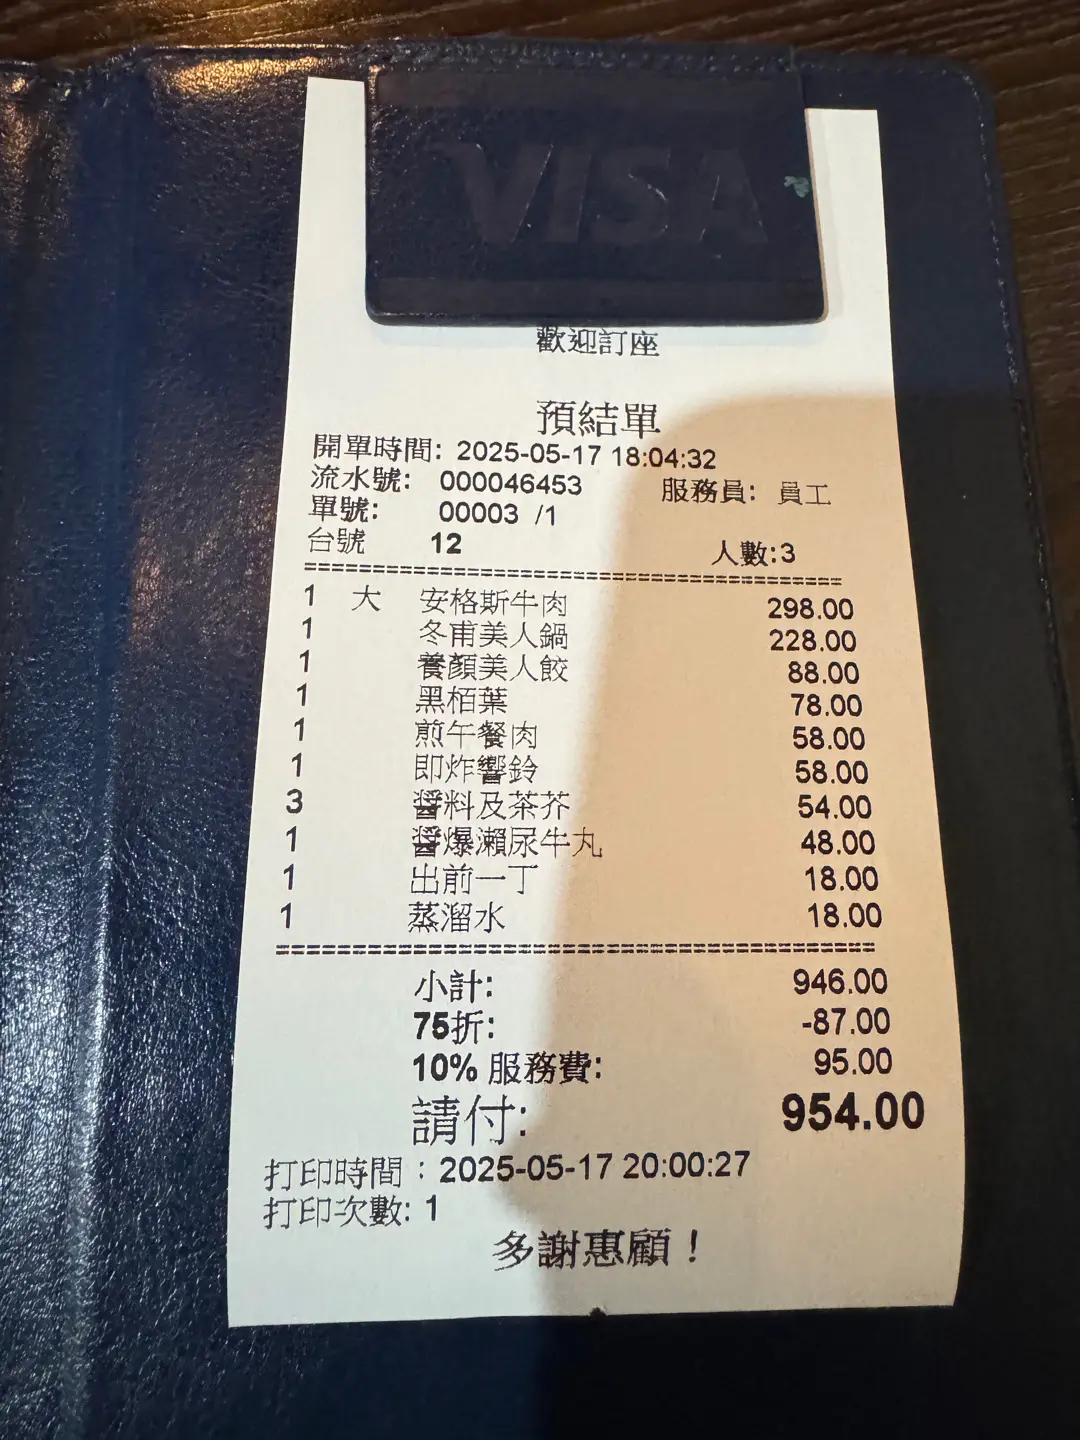 VISA
歡迎訂座
預結單
開單時間: 2025-05-17 18:04:32
流水號: 000046453 服務員: 員工
單號: 00003 /1
台號 12 人數:3
1 大 安格斯牛肉 298.00
1 冬甫美人鍋 228.00
1 養顏美人餃 88.00
1 黑栢葉 78.00
1 煎午餐肉 58.00
1 即炸響鈴 58.00
3 醬料及茶芥 54.00
1 醬爆瀨尿牛丸 48.00
1 出前一丁 18.00
1 蒸溜水 18.00
小計: 946.00
75折: -87.00
10% 服務費: 95.00
請付: 954.00
打印時間：2025-05-17 20:00:27
打印次數: 1
多謝惠顧！